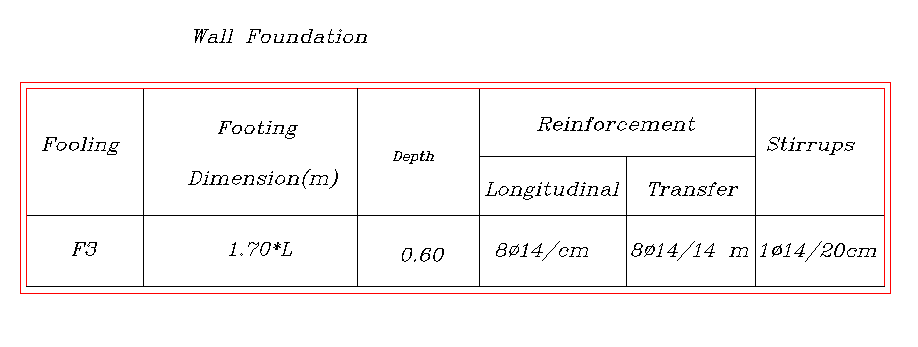 Wall Foundation
Fooling
Footing
Dimension(m)
Depth
Reinforcement
Stirrups
Longitudinal
Transfer
F3
1.70*L
0.60
8ø14/cm
8ø14/14 m
1ø14/20cm